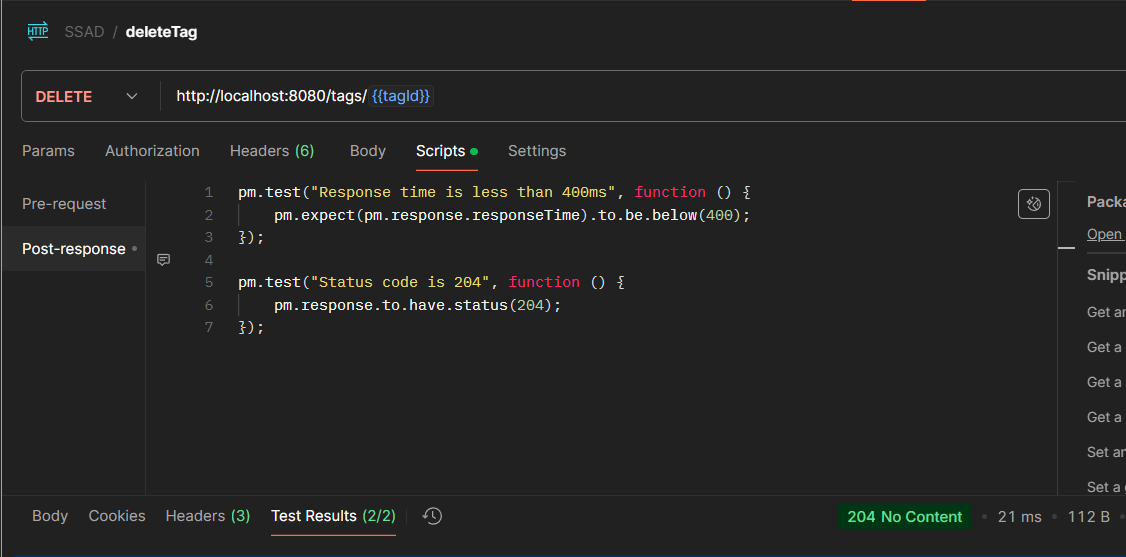 HTTP SSAD / deleteTag
DELETE http://localhost:8080/tags/ {{tagId}}
Params Authorization Headers (6) Body Scripts Settings
Pre-request
Post-response
1 pm.test("Response time is less than 400ms", function () {
2 pm.expect(pm.response.responseTime).to.be.below(400);
3 });
4
5 pm.test("Status code is 204", function () {
6 pm.response.to.have.status(204);
7 });
Packa
Open
Snipp
Get an
Get a
Get a
Get a
Set an
Set a g
Body Cookies Headers (3) Test Results (2/2) 204 No Content • 21 ms • 112 B •